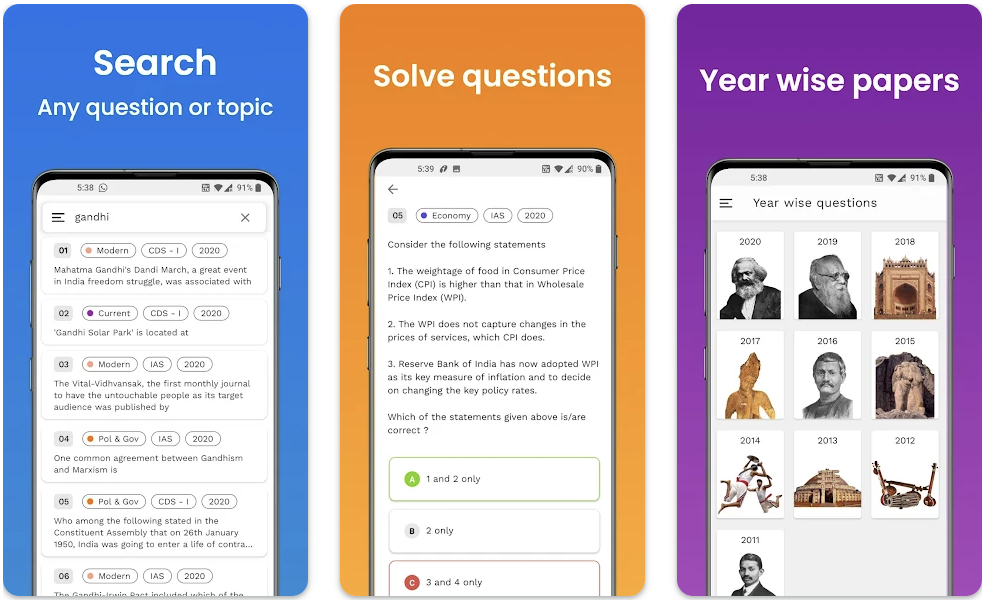 Search
Any question or topic
5:38
91%
gandhi
01 Modern CDS - I 2020
Mahatma Gandhi's Dandi March, a great event
in India freedom struggle, was associated with
02 Current CDS - I 2020
'Gandhi Solar Park' is located at
03 Modern IAS 2020
The Vital-Vidhvansak, the first monthly journal
to have the untouchable people as its target
audience was published by
04 Pol & Gov IAS 2020
One common agreement between Gandhism
and Marxism is
05 Pol & Gov CDS - I 2020
Who among the following stated in the
Constituent Assembly that on 26th January
1950, India was going to enter a life of contra...
06 Modern IAS 2020
The Gandhi-Irwin Pact included which of the
Solve questions
5:39
90%
05 Economy IAS 2020
Consider the following statements
1. The weightage of food in Consumer Price
Index (CPI) is higher than that in Wholesale
Price Index (WPI).
2. The WPI does not capture changes in the
prices of services, which CPI does.
3. Reserve Bank of India has now adopted WPI
as its key measure of inflation and to decide
on changing the key policy rates.
Which of the statements given above is/are
correct ?
A 1 and 2 only
B 2 only
C 3 and 4 only
Year wise papers
5:38
91%
Year wise questions
2020 2019 2018
2017 2016 2015
2014 2013 2012
2011